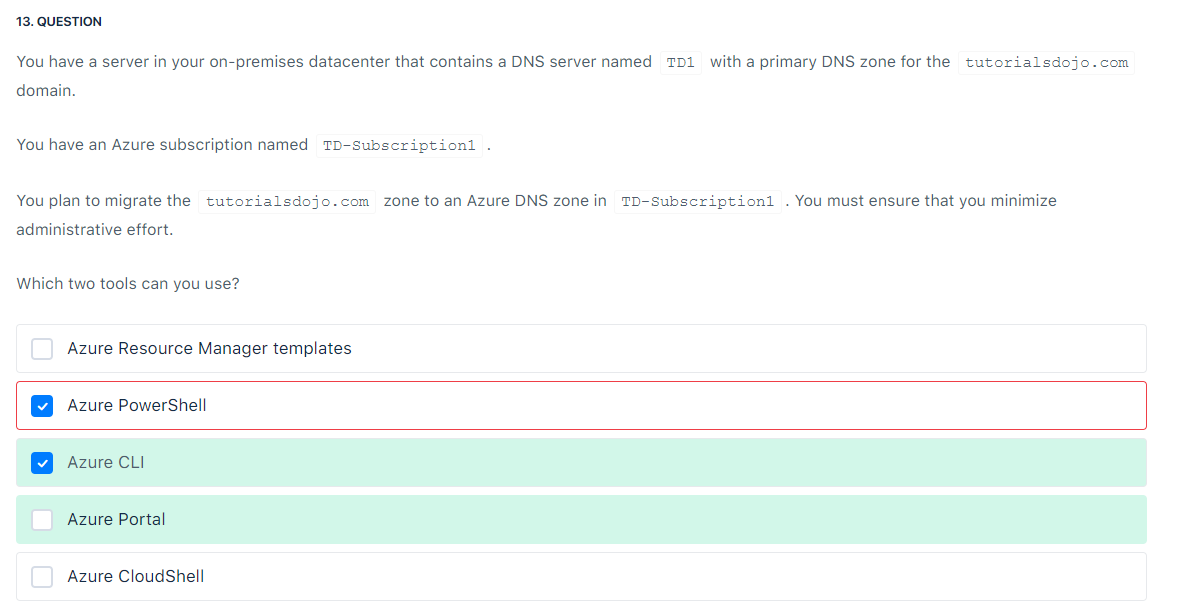 13. QUESTION
You have a server in your on-premises datacenter that contains a DNS server named TD1 with a primary DNS zone for the tutorialsdojo.com
domain.
You have an Azure subscription named TD-Subscription1 .
You plan to migrate the tutorialsdojo.com zone to an Azure DNS zone in TD-Subscription1 . You must ensure that you minimize
administrative effort.
Which two tools can you use?
Azure Resource Manager templates
Azure PowerShell
Azure CLI
Azure Portal
Azure CloudShell